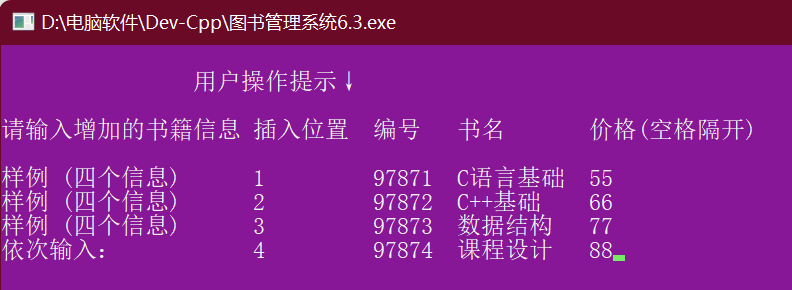 D:\电脑软件\Dev-Cpp\图书管理系统6.3.exe
用户操作提示↓
请输入增加的书籍信息 插入位置 编号 书名 价格(空格隔开)
样例 (四个信息) 1 97871 C语言基础 55
样例 (四个信息) 2 97872 C++基础 66
样例 (四个信息) 3 97873 数据结构 77
依次输入: 4 97874 课程设计 88